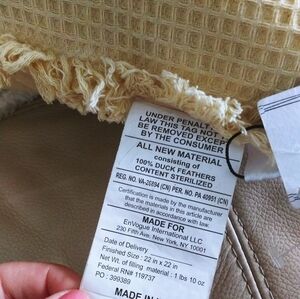 UNDER PENALTY
LAW THIS TAG NOT
BE REMOVED EXCEPT
BY THE CONSUMER
ALL NEW MATERIAL
consisting of
100% DUCK FEATHERS
CONTENT STERILIZED
REG. NO. VA-26894 (CN) PER. NO. PA 40951 (CN)
Certification is made by the manufacturer
that the materials in this article are
described in accordance with law.
MADE FOR
EnVogue International LLC
230 Fifth Ave. New York, NY 10001
Date of Delivery
Finished Size : 22 in x 22 in
Net wt. of filling material : 1 lbs 10 oz
Federal RN# : 119737
PO : 399389
MADE IN